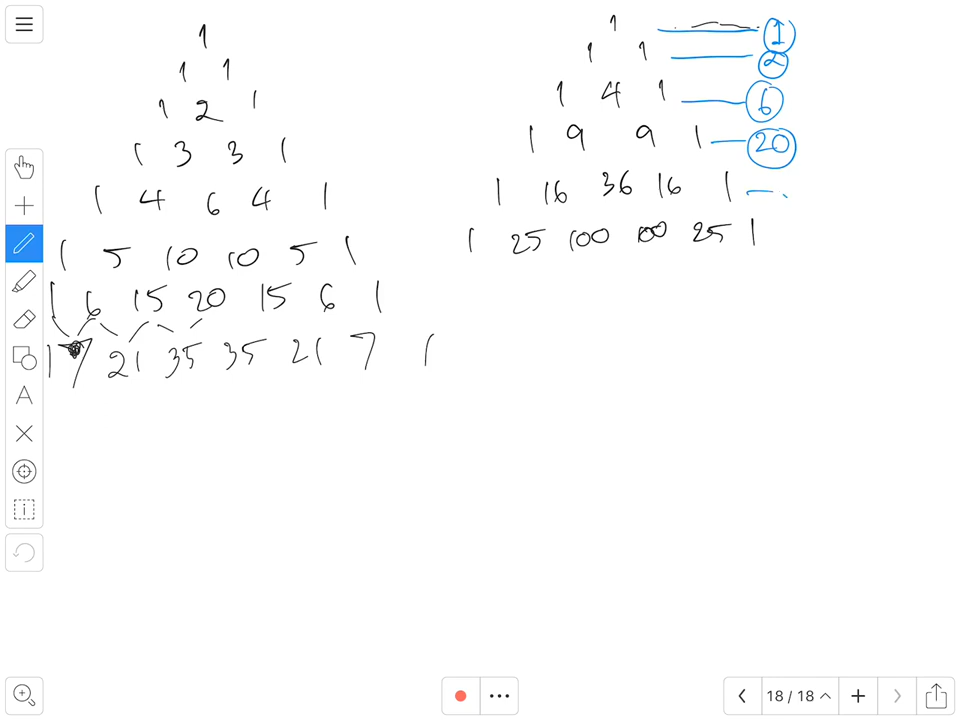 1
1 1
1 2 1
1 3 3 1
1 4 6 4 1
1 5 10 10 5 1
1 6 15 20 15 6 1
1 7 21 35 35 21 7 1
1 1
1 1 2
1 4 1 6
1 9 9 1 20
1 16 36 16 1
1 25 100 100 25 1
A
18 / 18